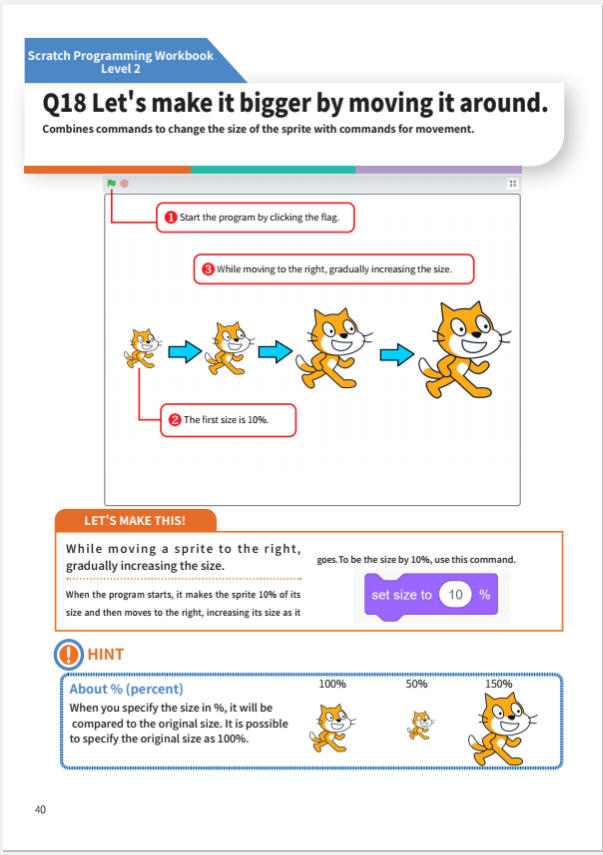 Scratch Programming Workbook
Level 2
Q18 Let's make it bigger by moving it around.
Combines commands to change the size of the sprite with commands for movement.
1 Start the program by clicking the flag.
3 While moving to the right, gradually increasing the size.
2 The first size is 10%.
LET'S MAKE THIS!
While moving a sprite to the right,
gradually increasing the size.
When the program starts, it makes the sprite 10% of its
size and then moves to the right, increasing its size as it
goes.To be the size by 10%, use this command.
set size to 10 %
HINT
About % (percent)
When you specify the size in %, it will be
compared to the original size. It is possible
to specify the original size as 100%.
100% 50% 150%
40